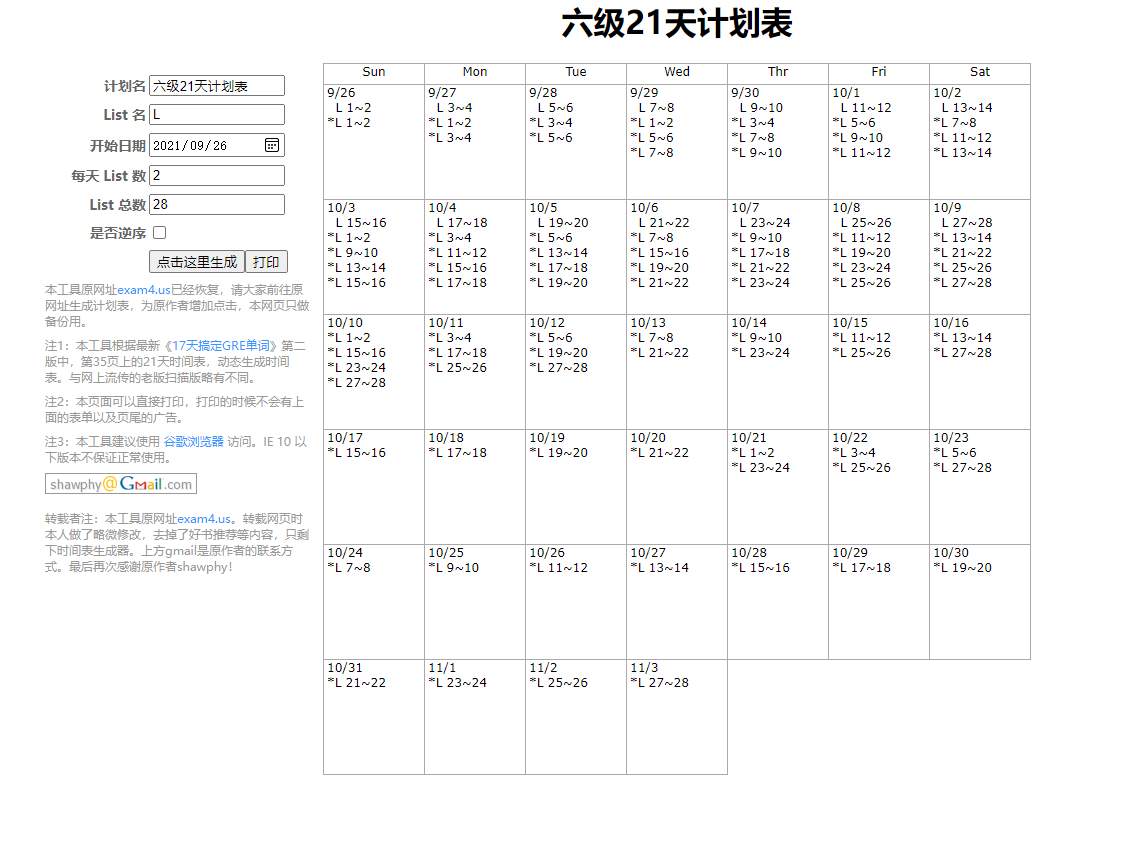 六级21天计划表
计划名 六级21天计划表
List 名 L
开始日期 2021/09/26
每天 List 数 2
List 总数 28
是否逆序
点击这里生成 打印
本工具原网址exam4.us已经恢复，请大家前往原
网址生成计划表，为原作者增加点击，本网页只做
备份用。
注1：本工具根据最新《17天搞定GRE单词》第二
版中，第35页上的21天时间表，动态生成时间
表。与网上流传的老版扫描版略有不同。
注2：本页面可以直接打印，打印的时候不会有上
面的表单以及页尾的广告。
注3：本工具建议使用 谷歌浏览器 访问。IE 10 以
下版本不保证正常使用。
shawphy@Gmail.com
转载者注：本工具原网址exam4.us。转载网页时
本人做了略微修改，去掉了好书推荐等内容，只剩
下时间表生成器。上方gmail是原作者的联系方
式。最后再次感谢原作者shawphy！
Sun Mon Tue Wed Thr Fri Sat
9/26
L 1~2
*L 1~2
9/27
L 3~4
*L 1~2
*L 3~4
9/28
L 5~6
*L 3~4
*L 5~6
9/29
L 7~8
*L 1~2
*L 5~6
*L 7~8
9/30
L 9~10
*L 3~4
*L 7~8
*L 9~10
10/1
L 11~12
*L 5~6
*L 9~10
*L 11~12
10/2
L 13~14
*L 7~8
*L 11~12
*L 13~14
10/3
L 15~16
*L 1~2
*L 9~10
*L 13~14
*L 15~16
10/4
L 17~18
*L 3~4
*L 11~12
*L 15~16
*L 17~18
10/5
L 19~20
*L 5~6
*L 13~14
*L 17~18
*L 19~20
10/6
L 21~22
*L 7~8
*L 15~16
*L 19~20
*L 21~22
10/7
L 23~24
*L 9~10
*L 17~18
*L 21~22
*L 23~24
10/8
L 25~26
*L 11~12
*L 19~20
*L 23~24
*L 25~26
10/9
L 27~28
*L 13~14
*L 21~22
*L 25~26
*L 27~28
10/10
*L 1~2
*L 15~16
*L 23~24
*L 27~28
10/11
*L 3~4
*L 17~18
*L 25~26
10/12
*L 5~6
*L 19~20
*L 27~28
10/13
*L 7~8
*L 21~22
10/14
*L 9~10
*L 23~24
10/15
*L 11~12
*L 25~26
10/16
*L 13~14
*L 27~28
10/17
*L 15~16
10/18
*L 17~18
10/19
*L 19~20
10/20
*L 21~22
10/21
*L 1~2
*L 23~24
10/22
*L 3~4
*L 25~26
10/23
*L 5~6
*L 27~28
10/24
*L 7~8
10/25
*L 9~10
10/26
*L 11~12
10/27
*L 13~14
10/28
*L 15~16
10/29
*L 17~18
10/30
*L 19~20
10/31
*L 21~22
11/1
*L 23~24
11/2
*L 25~26
11/3
*L 27~28